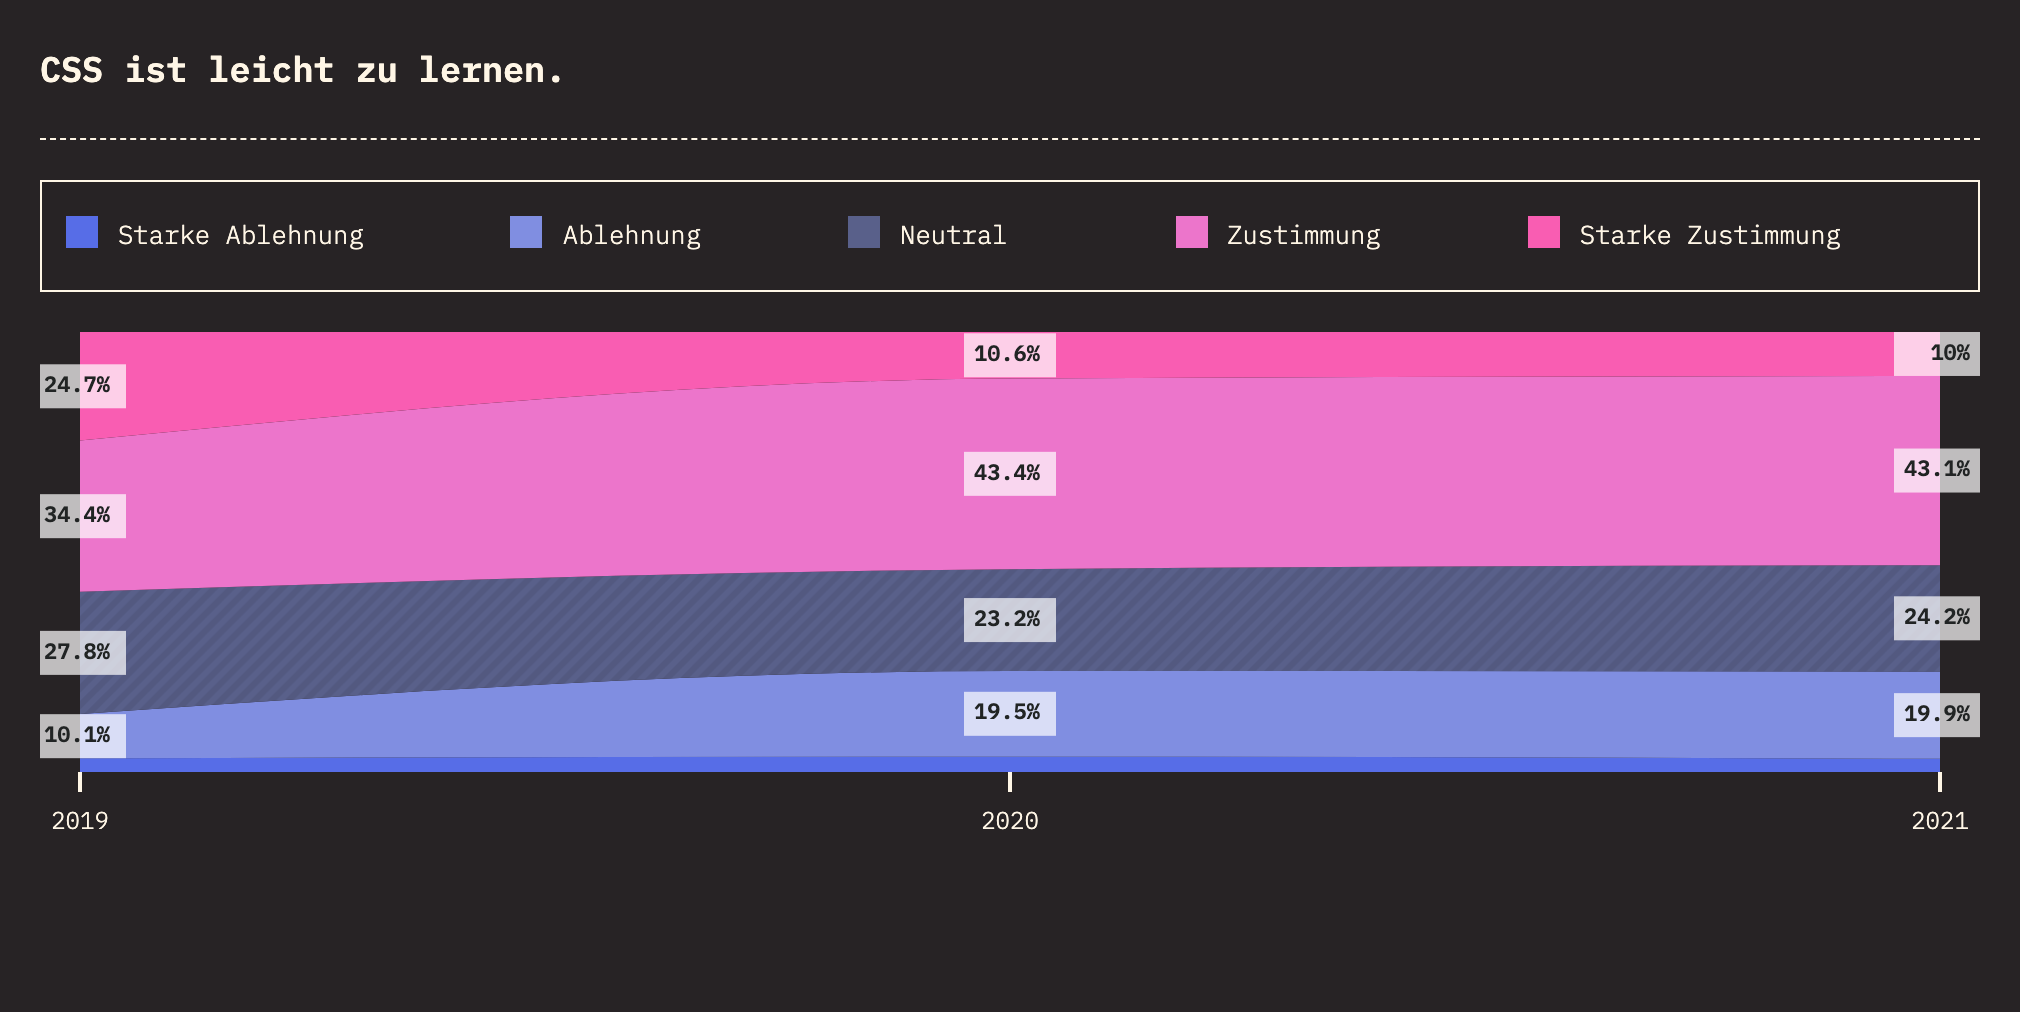 CSS ist leicht zu lernen.
Starke Ablehnung Ablehnung Neutral Zustimmung Starke Zustimmung
24.7% 10.6% 10%
34.4% 43.4% 43.1%
27.8% 23.2% 24.2%
10.1% 19.5% 19.9%
2019 2020 2021